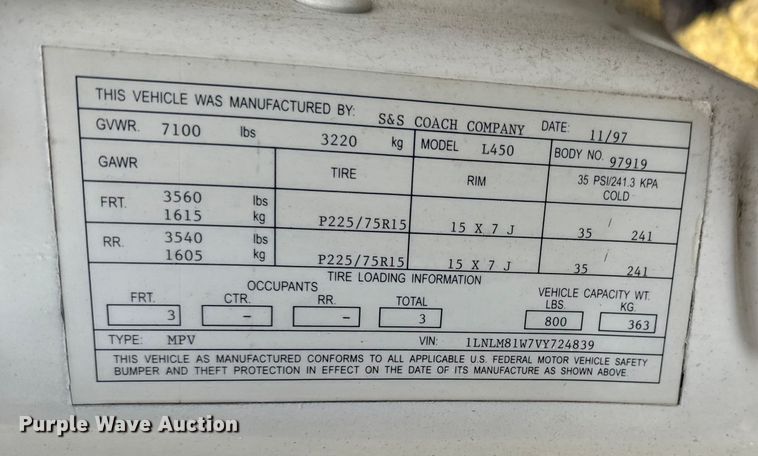 THIS VEHICLE WAS MANUFACTURED BY: S&S COACH COMPANY DATE: 11/97
GVWR. 7100 lbs 3220 kg MODEL L450 BODY NO. 97919
GAWR TIRE RIM 35 PSI/241.3 KPA
COLD
FRT. 3560 lbs
1615 kg P225/75R15 15 X 7 J 35 / 241
RR. 3540 lbs
1605 kg P225/75R15 15 X 7 J 35 / 241
TIRE LOADING INFORMATION
OCCUPANTS VEHICLE CAPACITY WT.
FRT. CTR. RR. TOTAL LBS. KG.
3 – – 3 800 363
TYPE: MPV VIN: 1LNLM81W7VY724839
THIS VEHICLE AS MANUFACTURED CONFORMS TO ALL APPLICABLE U.S. FEDERAL MOTOR VEHICLE SAFETY
BUMPER AND THEFT PROTECTION IN EFFECT ON THE DATE OF ITS MANUFACTURE AS SHOWN ABOVE.
Purple Wave Auction